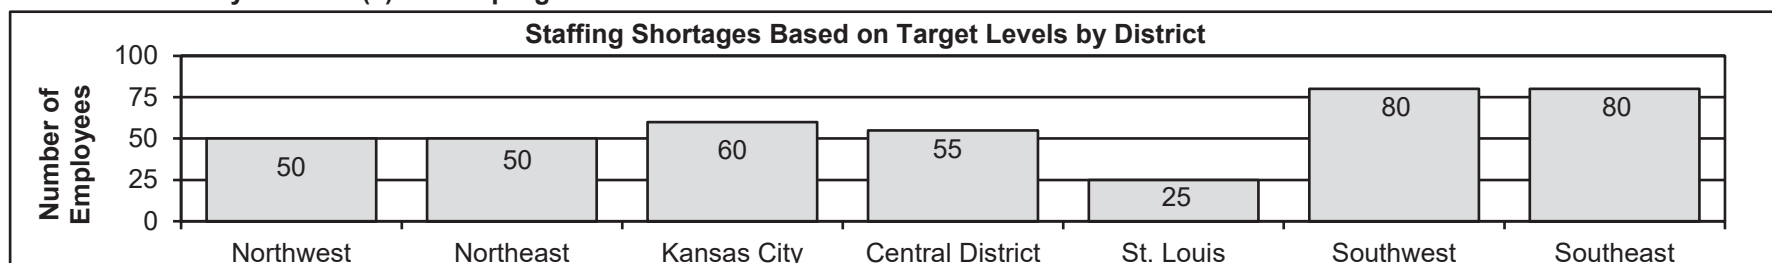 Staffing Shortages Based on Target Levels by District
Number of
Employees
100
75
50
25
0
50
50
60
55
25
80
80
Northwest
Northeast
Kansas City
Central District
St. Louis
Southwest
Southeast